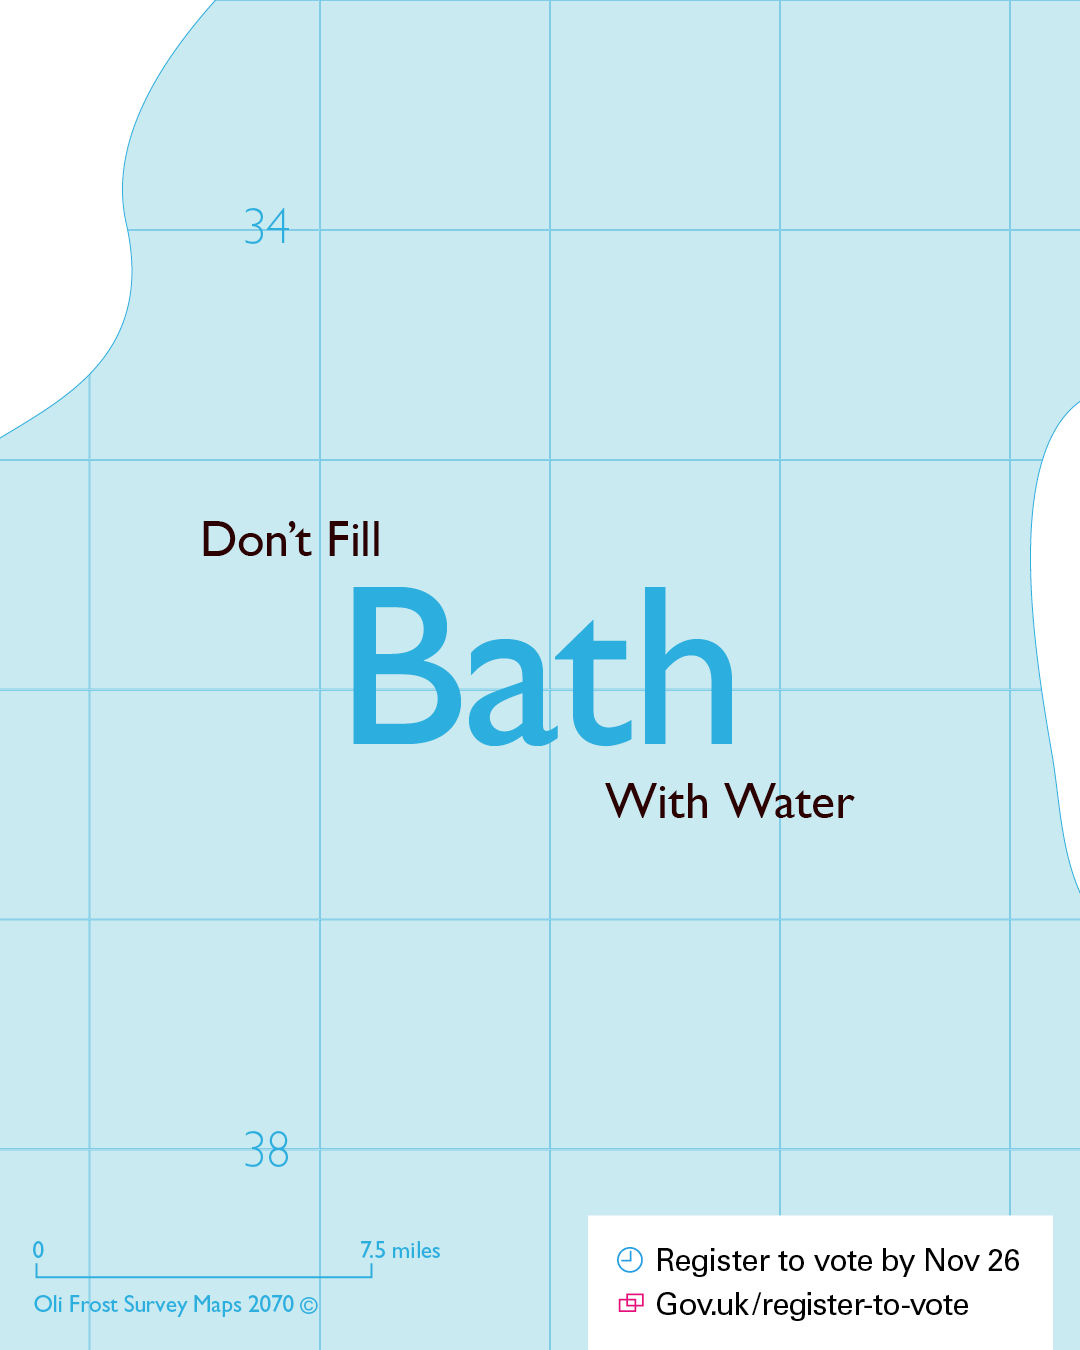 34
Don’t Fill
Bath
With Water
38
0 7.5 miles
Oli Frost Survey Maps 2070 ©
Register to vote by Nov 26
Gov.uk/register-to-vote